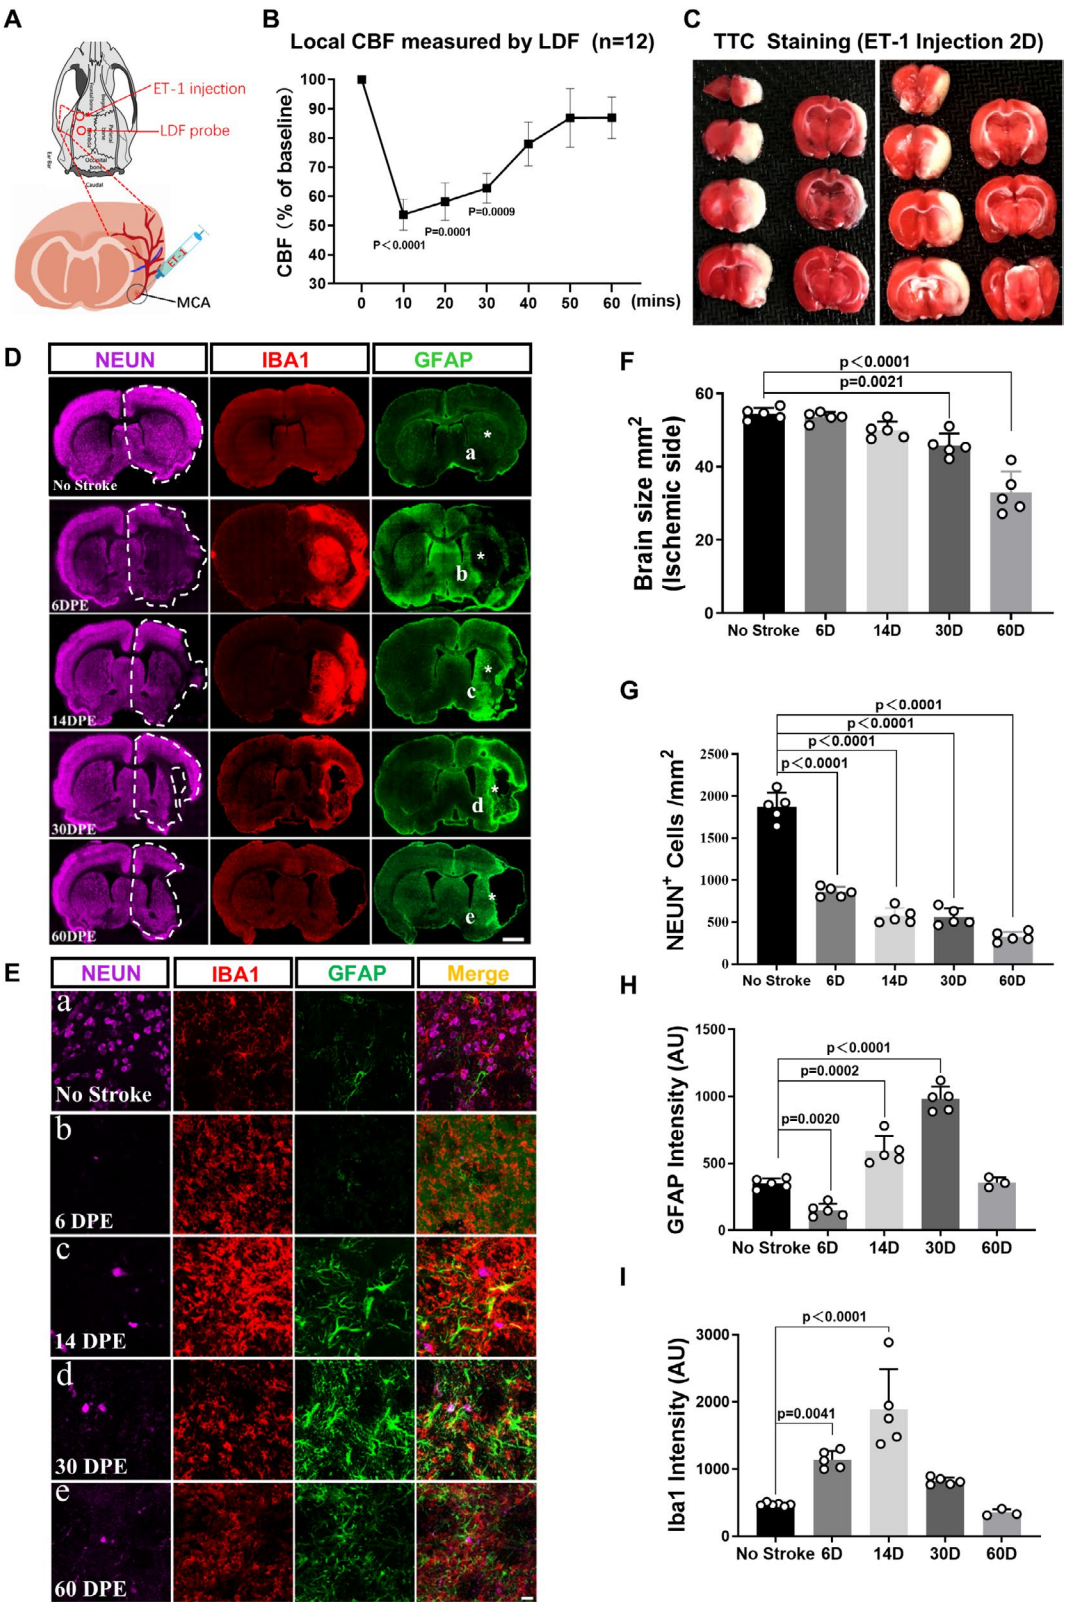 A
ET-1 injection
LDF probe
Occipital
bone
Caudal
Ear Bar
ET-1
MCA
B
Local CBF measured by LDF (n=12)
CBF (% of baseline)
100
90
80
70
60
50
40
30
P<0.0001
P=0.0001
P=0.0009
0 10 20 30 40 50 60 (mins)
C
TTC Staining (ET-1 Injection 2D)
D
NEUN IBA1 GFAP
No Stroke
a
*
6DPE
b
*
14DPE
c
*
30DPE
d
*
60DPE
e
*
E
NEUN IBA1 GFAP Merge
a
No Stroke
b
6 DPE
c
14 DPE
d
30 DPE
e
60 DPE
F
Brain size mm2
(Ischemic side)
p<0.0001
p=0.0021
60
40
20
0
No Stroke 6D 14D 30D 60D
G
NEUN+ Cells /mm2
p<0.0001
p<0.0001
p<0.0001
p<0.0001
2500
2000
1500
1000
500
0
No Stroke 6D 14D 30D 60D
H
GFAP Intensity (AU)
p<0.0001
p=0.0002
p=0.0020
1500
1000
500
0
No Stroke 6D 14D 30D 60D
I
Iba1 Intensity (AU)
p<0.0001
p=0.0041
3000
2000
1000
0
No Stroke 6D 14D 30D 60D